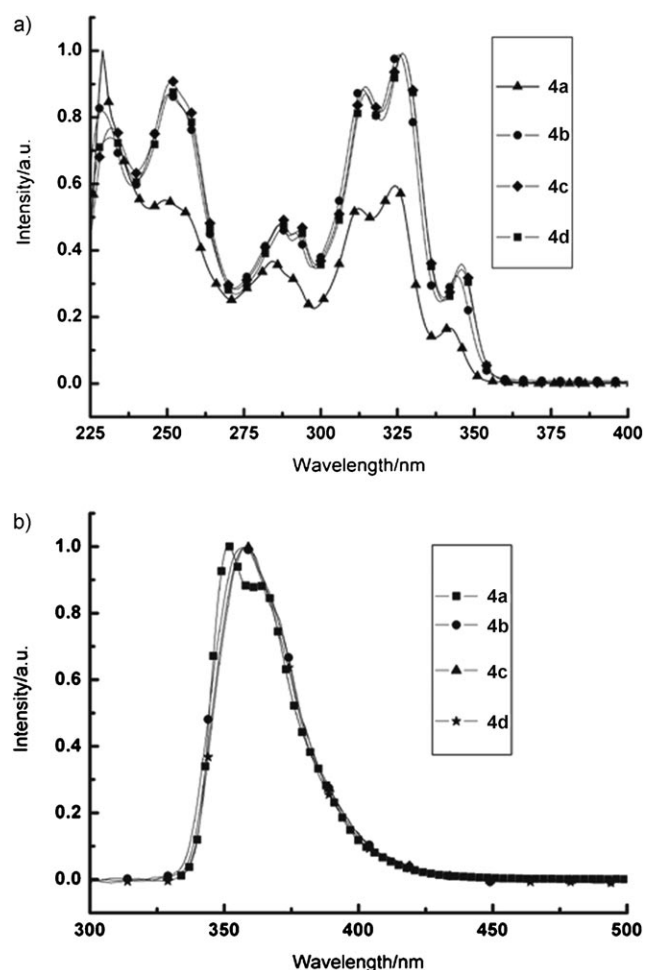 a)
1.0
0.8
0.6
0.4
0.2
0.0
Intensity/a.u.
4a
4b
4c
4d
225 250 275 300 325 350 375 400
Wavelength/nm
b)
1.0
0.8
0.6
0.4
0.2
0.0
Intensity/a.u.
4a
4b
4c
4d
300 350 400 450 500
Wavelength/nm